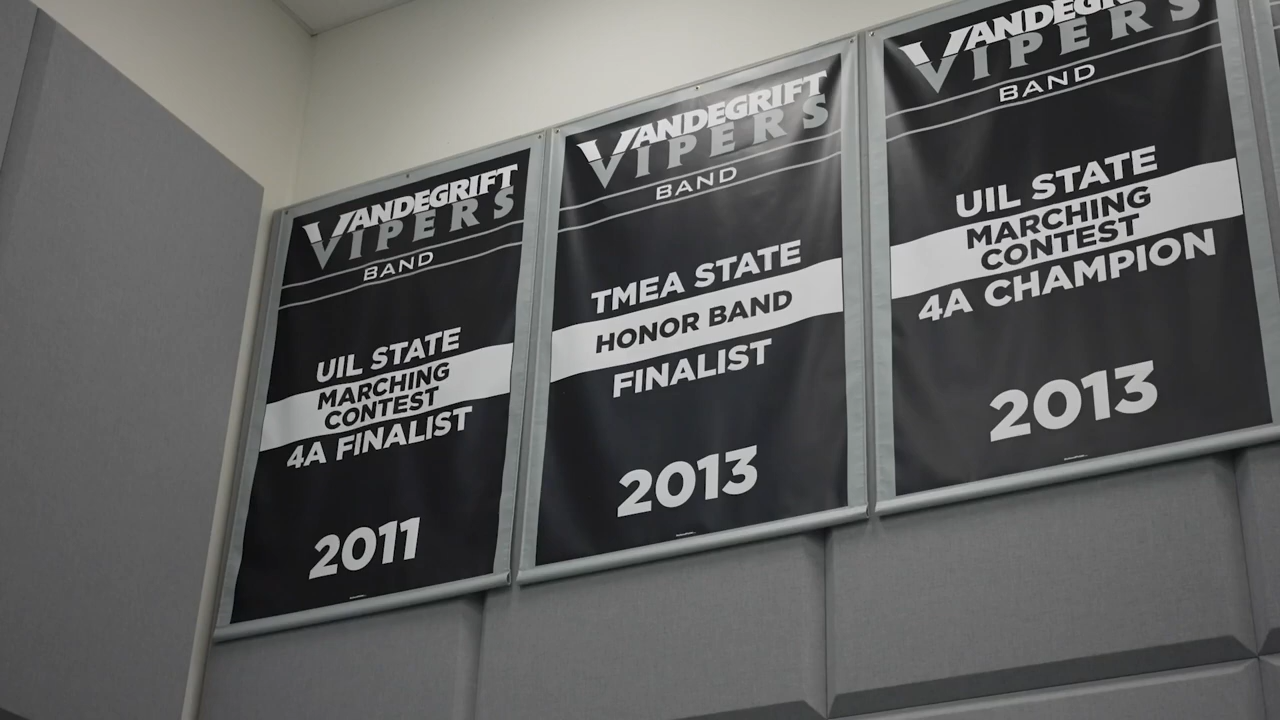 VANDEGRIFT
VIPERS
BAND
UIL STATE
MARCHING
CONTEST
4A FINALIST
2011
VANDEGRIFT
VIPERS
BAND
TMEA STATE
HONOR BAND
FINALIST
2013
VANDEGRIFT
VIPERS
BAND
UIL STATE
MARCHING
CONTEST
4A CHAMPION
2013